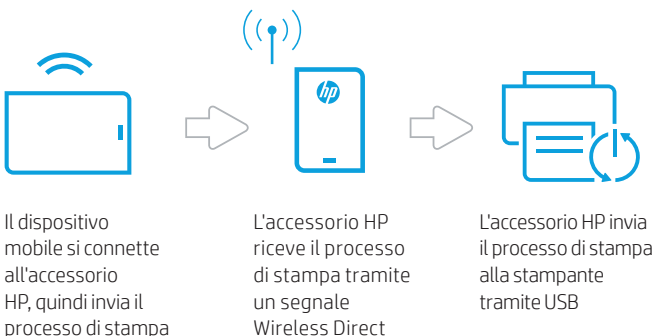 hp
Il dispositivo
mobile si connette
all'accessorio
HP, quindi invia il
processo di stampa
L'accessorio HP
riceve il processo
di stampa tramite
un segnale
Wireless Direct
L'accessorio HP invia
il processo di stampa
alla stampante
tramite USB